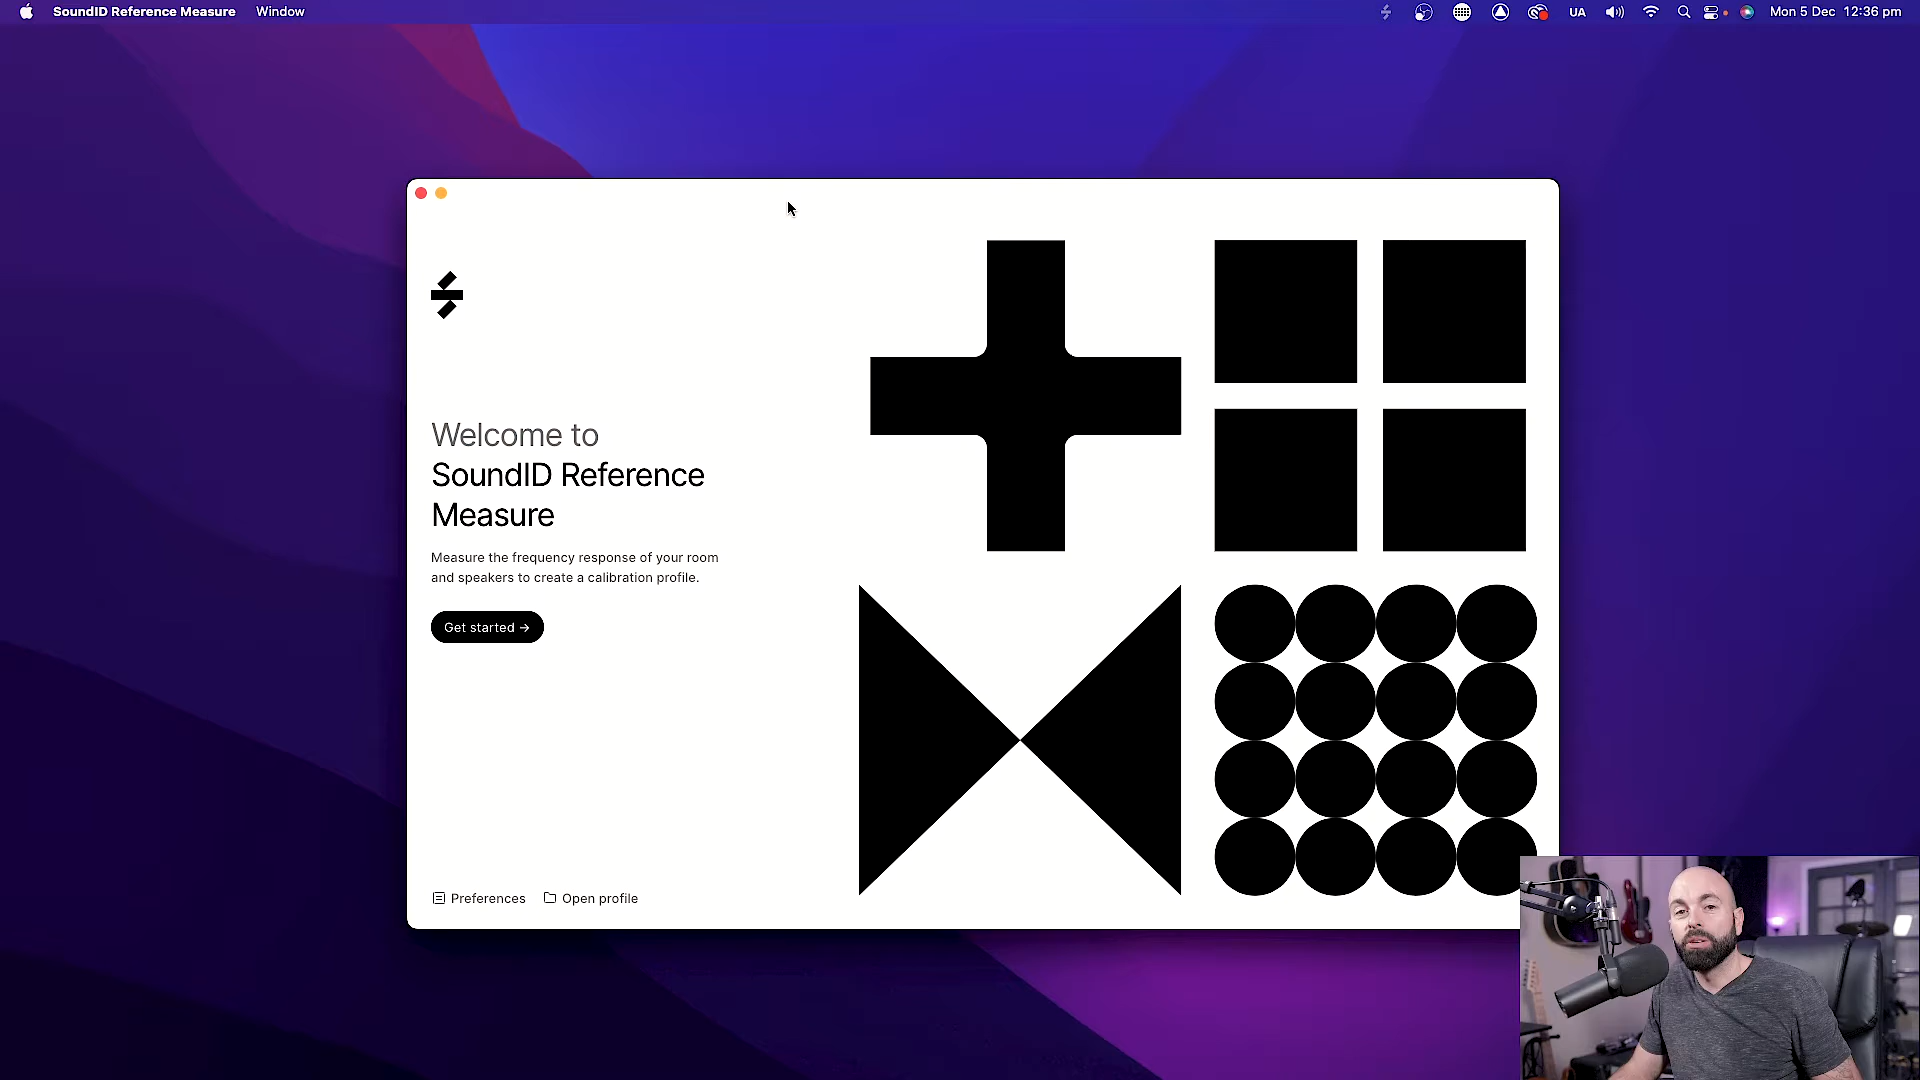 SoundID Reference Measure Window
UA Mon 5 Dec 12:36 pm
Welcome to
SoundID Reference
Measure
Measure the frequency response of your room
and speakers to create a calibration profile.
Get started →
Preferences Open profile